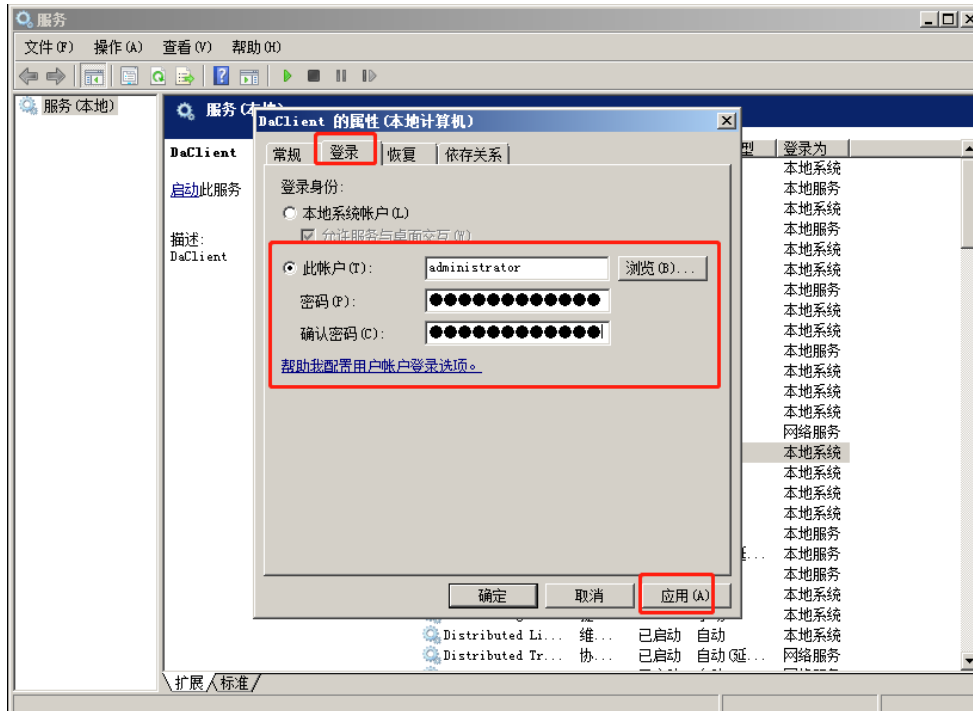 服务
文件(F) 操作(A) 查看(V) 帮助(H)
服务(本地)
服务(本地)
DaClient 的属性(本地计算机)
常规 登录 恢复 依存关系
登录身份:
本地系统帐户(L)
允许服务与桌面交互(W)
此帐户(T): administrator 浏览(B)...
密码(P): ●●●●●●●●●●●●
确认密码(C): ●●●●●●●●●●●●
帮助我配置用户帐户登录选项。
确定 取消 应用(A)
DaClient
启动此服务
描述:
DaClient
型 登录为
本地系统
本地服务
本地系统
本地服务
本地系统
本地系统
本地服务
本地系统
本地系统
本地服务
本地系统
本地系统
本地系统
网络服务
本地系统
本地系统
本地系统
本地系统
本地服务
... 本地服务
本地服务
本地系统
本地系统
Distributed Li... 维... 已启动 自动 本地系统
Distributed Tr... 协... 已启动 自动(延... 网络服务
扩展 标准